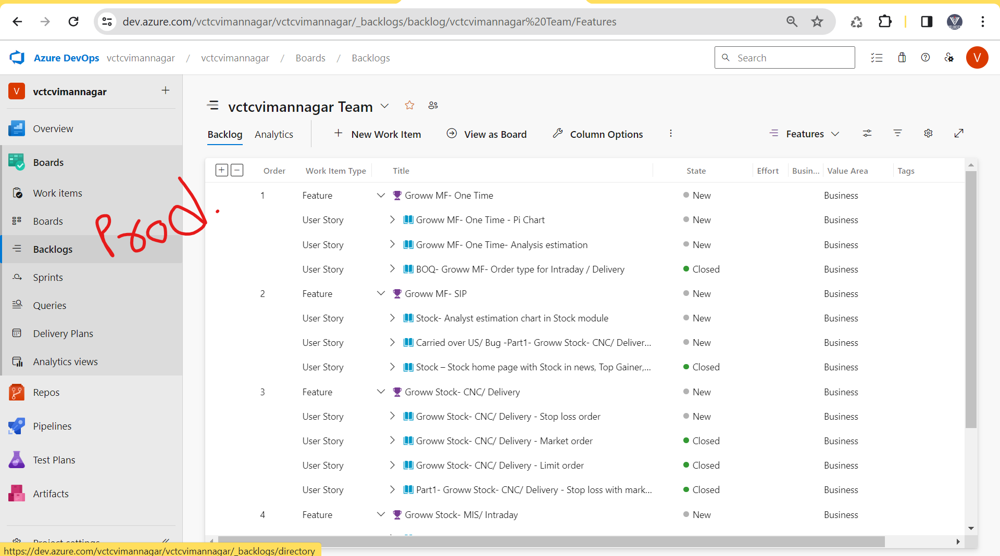 dev.azure.com/vctcvimannagar/vctcvimannagar/_backlogs/backlog/vctcvimannagar%20Team/Features
VELOCITY
Azure DevOps vctcvimannagar / vctcvimannagar / Boards / Backlogs
Search
V
V vctcvimannagar
Overview
Boards
Work items
Boards
Backlogs
Sprints
Queries
Delivery Plans
Analytics views
Repos
Pipelines
Test Plans
Artifacts
Project settings
https://dev.azure.com/vctcvimannagar/vctcvimannagar/_backlogs/directory
Prod.
vctcvimannagar Team
Backlog Analytics New Work Item View as Board Column Options Features
Order Work Item Type Title State Effort Busin... Value Area Tags
1 Feature Groww MF- One Time New Business
User Story Groww MF- One Time - Pi Chart New Business
User Story Groww MF- One Time- Analysis estimation New Business
User Story BOQ- Groww MF- Order type for Intraday / Delivery Closed Business
2 Feature Groww MF- SIP New Business
User Story Stock- Analyst estimation chart in Stock module New Business
User Story Carried over US/ Bug -Part1- Groww Stock- CNC/ Deliver... New Business
User Story Stock – Stock home page with Stock in news, Top Gainer,... Closed Business
3 Feature Groww Stock- CNC/ Delivery New Business
User Story Groww Stock- CNC/ Delivery - Stop loss order New Business
User Story Groww Stock- CNC/ Delivery - Market order Closed Business
User Story Groww Stock- CNC/ Delivery - Limit order Closed Business
User Story Part1- Groww Stock- CNC/ Delivery - Stop loss with mark... Closed Business
4 Feature Groww Stock- MIS/ Intraday New Business